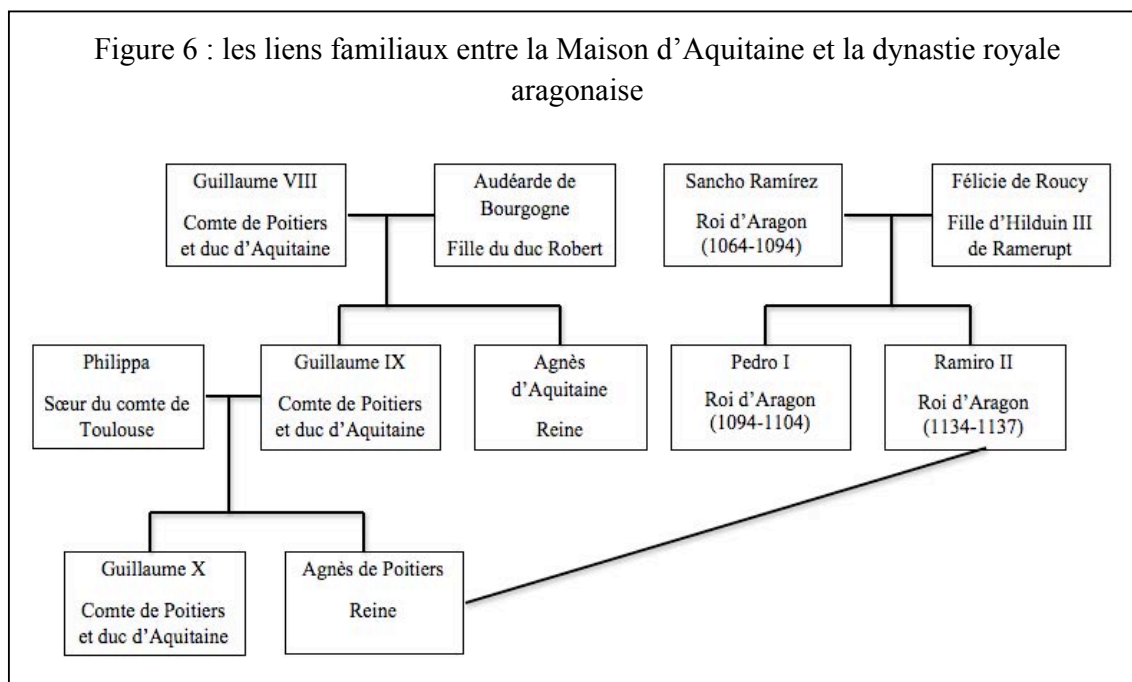 Figure 6 : les liens familiaux entre la Maison d’Aquitaine et la dynastie royale
aragonaise
Guillaume VIII
Comte de Poitiers
et duc d’Aquitaine
Audéarde de
Bourgogne
Fille du duc Robert
Sancho Ramírez
Roi d’Aragon
(1064-1094)
Félicie de Roucy
Fille d’Hilduin III
de Ramerupt
Philippa
Sœur du comte de
Toulouse
Guillaume IX
Comte de Poitiers
et duc d’Aquitaine
Agnès
d’Aquitaine
Reine
Pedro I
Roi d’Aragon
(1094-1104)
Ramiro II
Roi d’Aragon
(1134-1137)
Guillaume X
Comte de Poitiers
et duc d’Aquitaine
Agnès de Poitiers
Reine